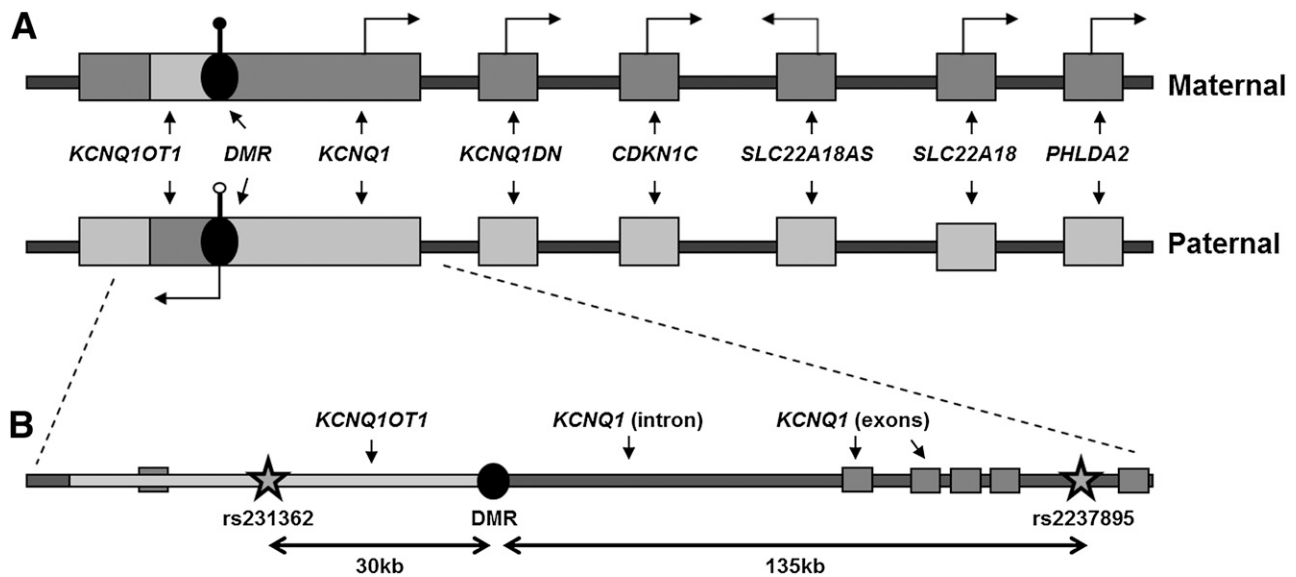 A
Maternal
KCNQ1OT1 DMR KCNQ1 KCNQ1DN CDKN1C SLC22A18AS SLC22A18 PHLDA2
Paternal
B
KCNQ1OT1 KCNQ1 (intron) KCNQ1 (exons)
rs231362 DMR rs2237895
30kb 135kb